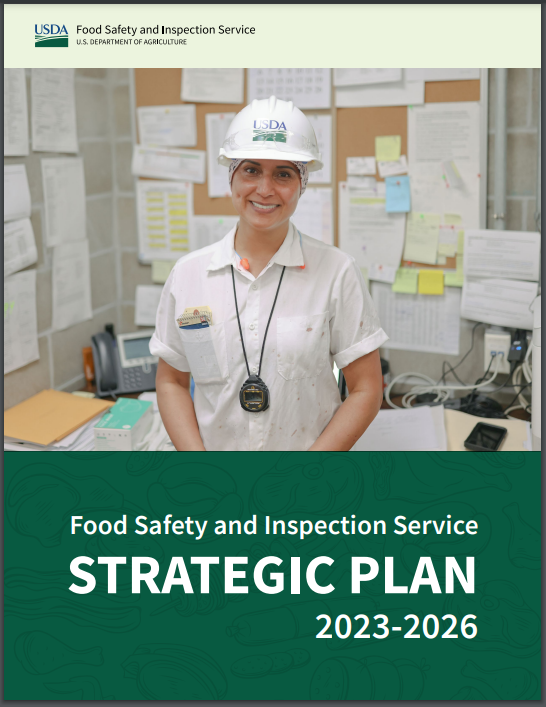 USDA
Food Safety and Inspection Service
U.S. DEPARTMENT OF AGRICULTURE
USDA
Food Safety and Inspection Service
STRATEGIC PLAN
2023-2026